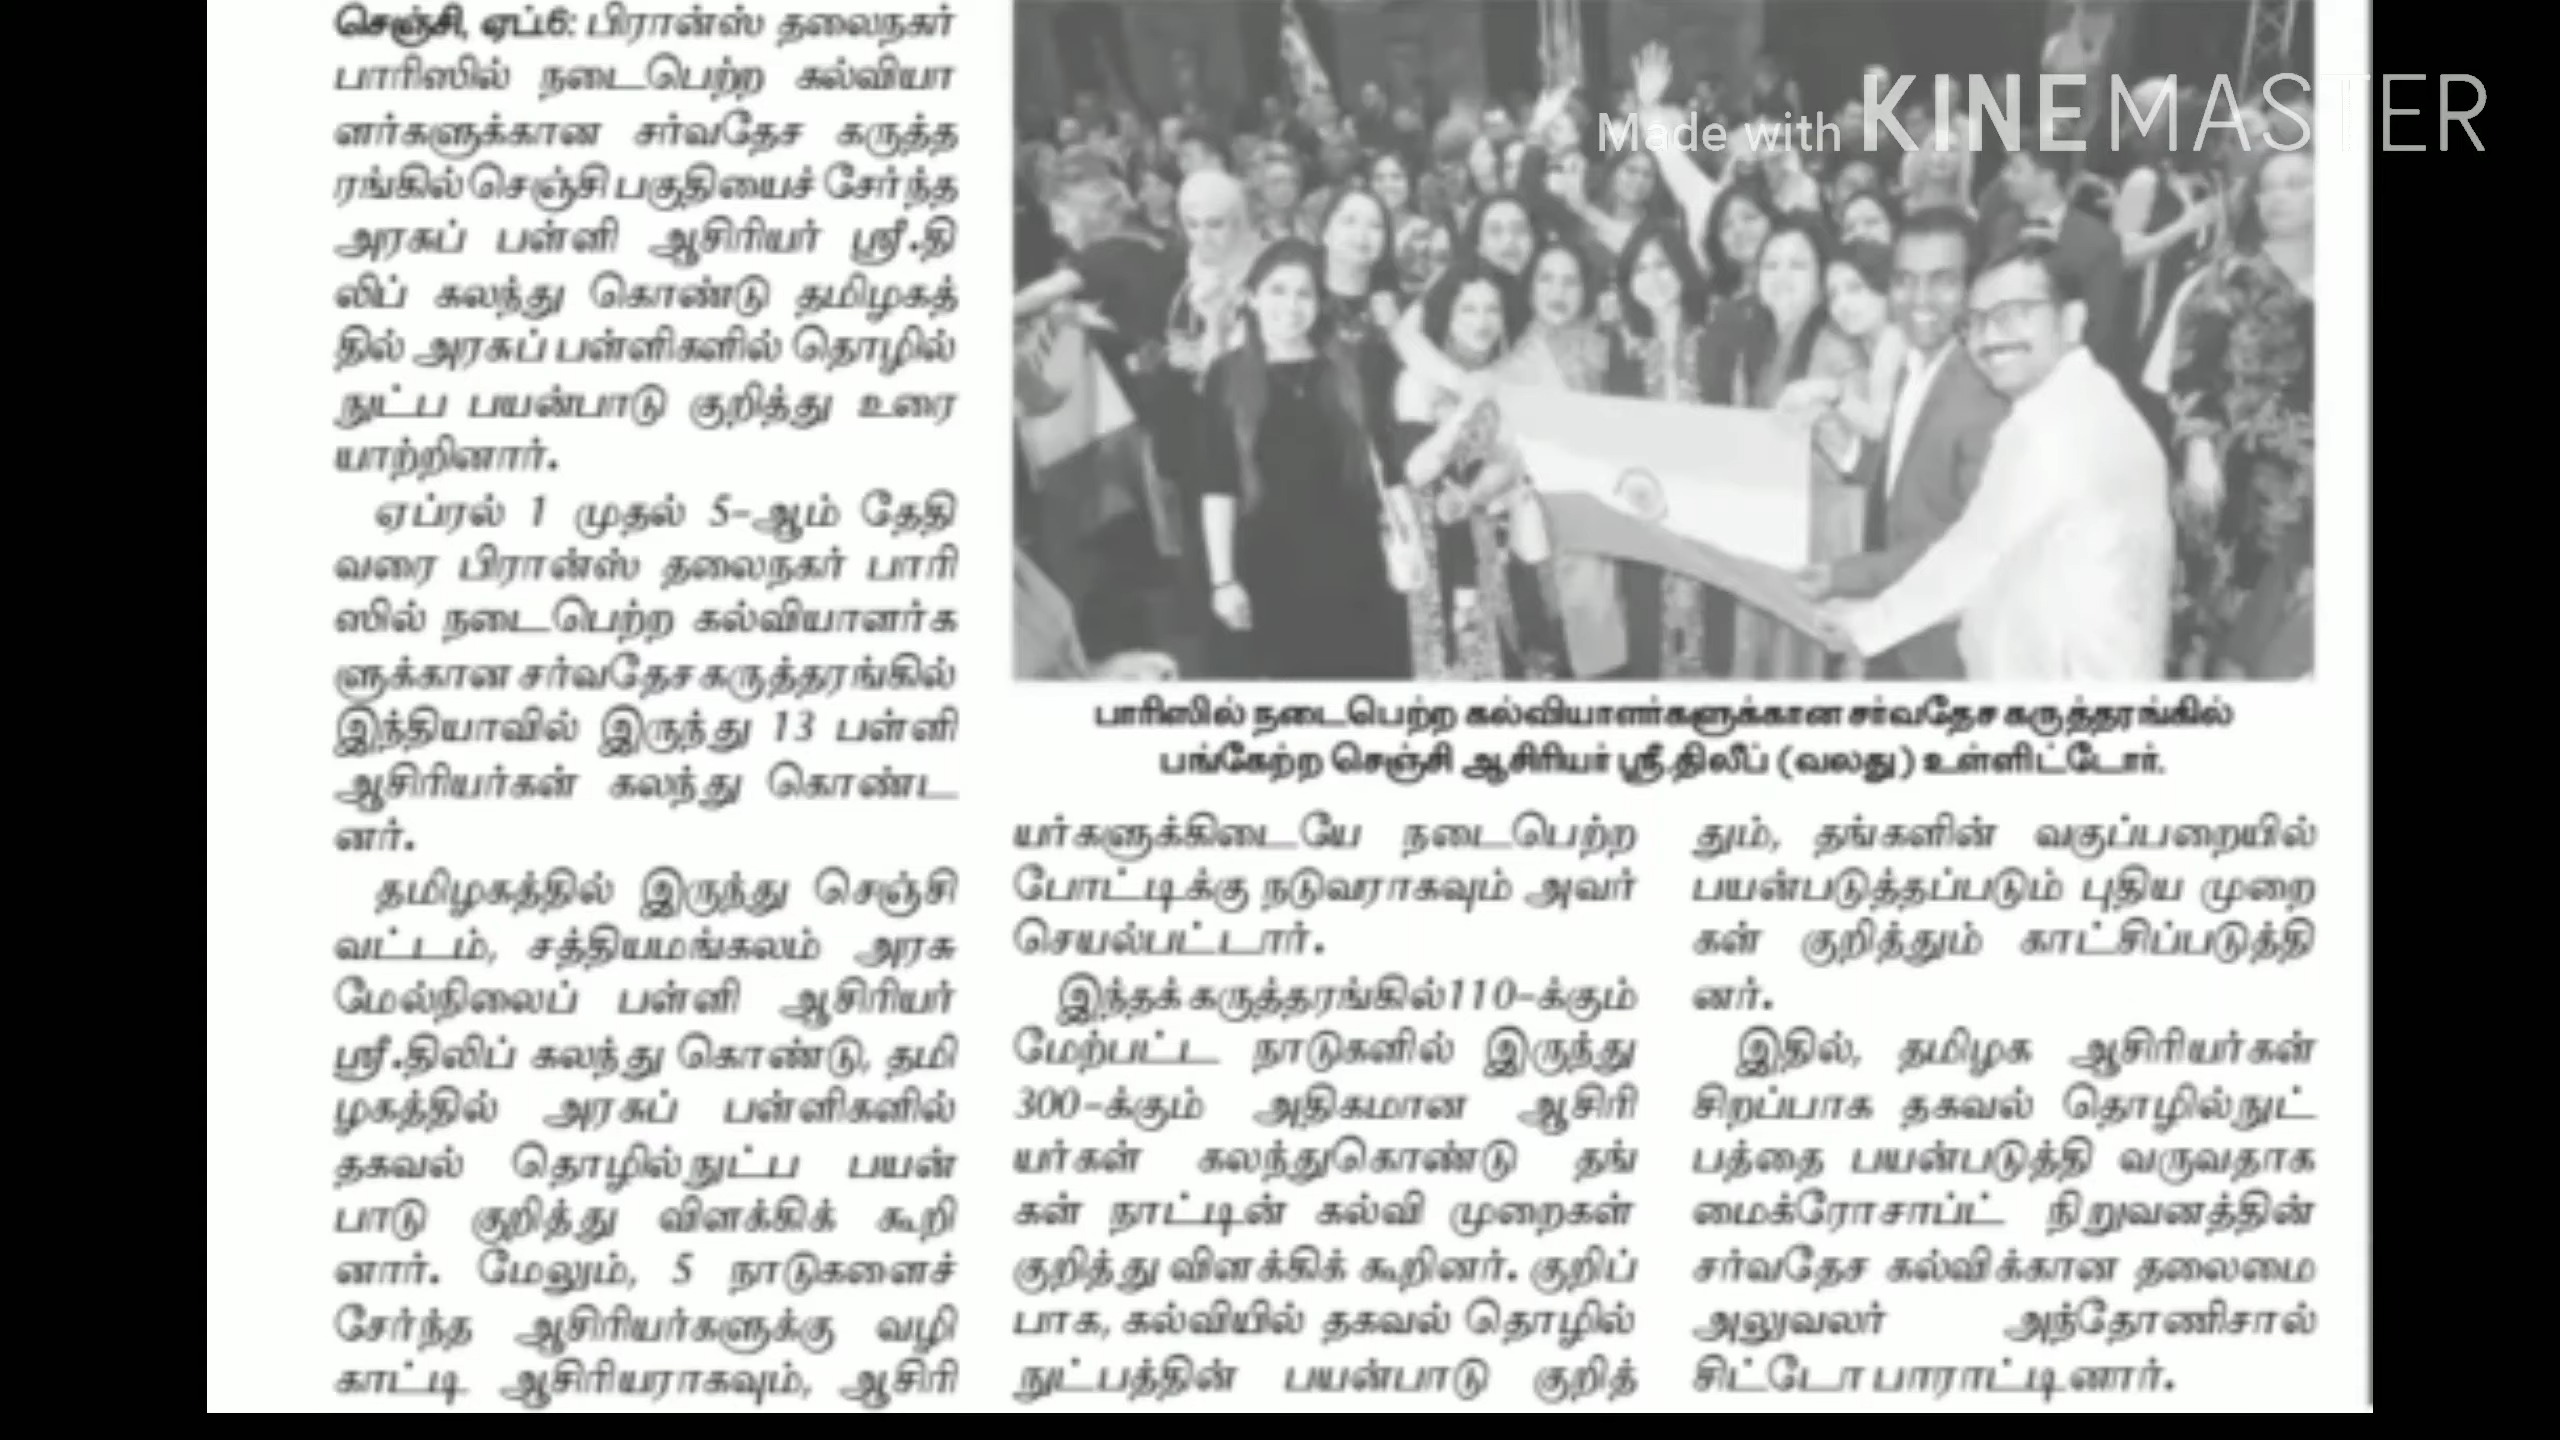 செஞ்சி, ஏப்.6: பிரான்ஸ் தலைநகர்
பாரிஸில் நடைபெற்ற கல்வியா
ளர்களுக்கான சர்வதேச கருத்த
ரங்கில் செஞ்சி பகுதியைச் சேர்ந்த
அரசுப் பள்ளி ஆசிரியர் ஸ்ரீ.தி
லிப் கலந்து கொண்டு தமிழகத்
தில் அரசுப் பள்ளிகளில் தொழில்
நுட்ப பயன்பாடு குறித்து உரை
யாற்றினார்.
ஏப்ரல் 1 முதல் 5-ஆம் தேதி
வரை பிரான்ஸ் தலைநகர் பாரி
ஸில் நடைபெற்ற கல்வியாளர்க
ளுக்கான சர்வதேச கருத்தரங்கில்
இந்தியாவில் இருந்து 13 பள்ளி
ஆசிரியர்கள் கலந்து கொண்ட
னர்.
தமிழகத்தில் இருந்து செஞ்சி
வட்டம், சத்தியமங்கலம் அரசு
மேல்நிலைப் பள்ளி ஆசிரியர்
ஸ்ரீ.திலிப் கலந்து கொண்டு, தமி
ழகத்தில் அரசுப் பள்ளிகளில்
தகவல் தொழில்நுட்ப பயன்
பாடு குறித்து விளக்கிக் கூறி
னார். மேலும், 5 நாடுகளைச்
சேர்ந்த ஆசிரியர்களுக்கு வழி
காட்டி ஆசிரியராகவும், ஆசிரி
Made with KINEMASTER
பாரிஸில் நடைபெற்ற கல்வியாளர்களுக்கான சர்வதேச கருத்தரங்கில்
பங்கேற்ற செஞ்சி ஆசிரியர் ஸ்ரீ.திலீப் (வலது) உள்ளிட்டோர்.
யர்களுக்கிடையே நடைபெற்ற
போட்டிக்கு நடுவராகவும் அவர்
செயல்பட்டார்.
இந்தக் கருத்தரங்கில் 110-க்கும்
மேற்பட்ட நாடுகளில் இருந்து
300-க்கும் அதிகமான ஆசிரி
யர்கள் கலந்துகொண்டு தங்
கள் நாட்டின் கல்வி முறைகள்
குறித்து விளக்கிக் கூறினர். குறிப்
பாக, கல்வியில் தகவல் தொழில்
நுட்பத்தின் பயன்பாடு குறித்
தும், தங்களின் வகுப்பறையில்
பயன்படுத்தப்படும் புதிய முறை
கள் குறித்தும் காட்சிப்படுத்தி
னர்.
இதில், தமிழக ஆசிரியர்கள்
சிறப்பாக தகவல் தொழில்நுட்
பத்தை பயன்படுத்தி வருவதாக
மைக்ரோசாப்ட் நிறுவனத்தின்
சர்வதேச கல்விக்கான தலைமை
அலுவலர் அந்தோணிசால்
சிட்டோ பாராட்டினார்.